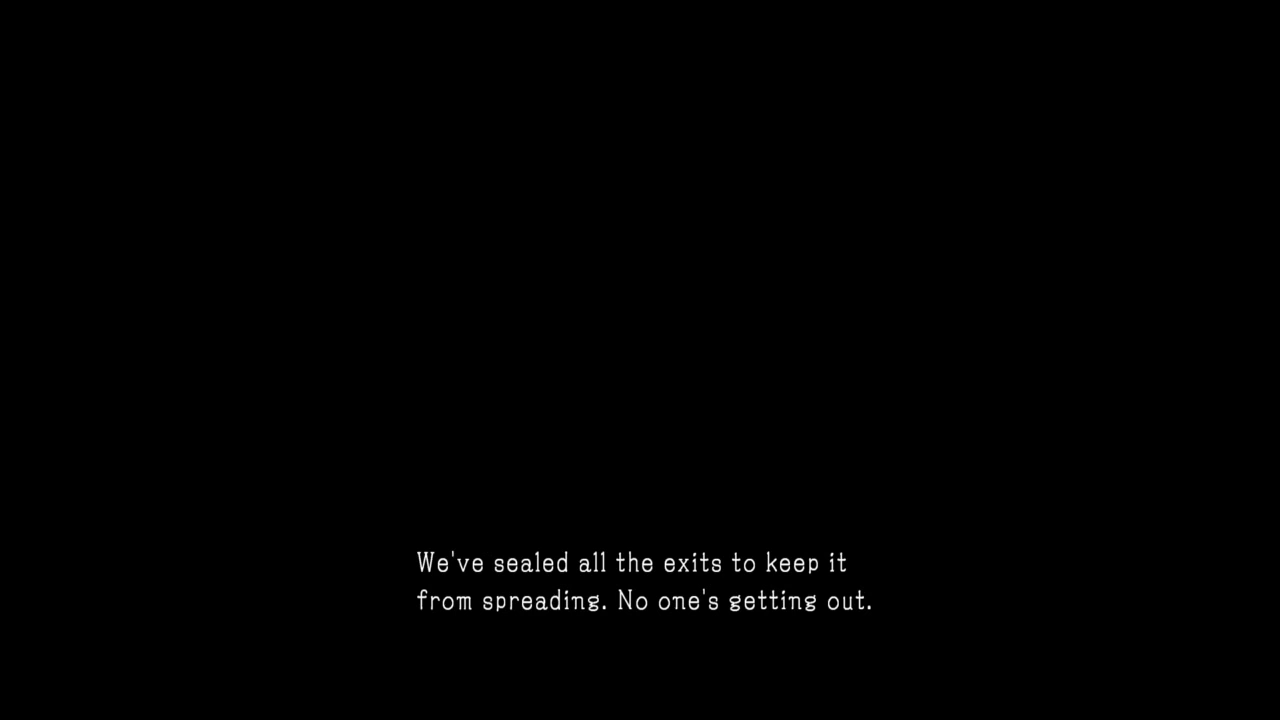 We've sealed all the exits to keep it
from spreading. No one's getting out.